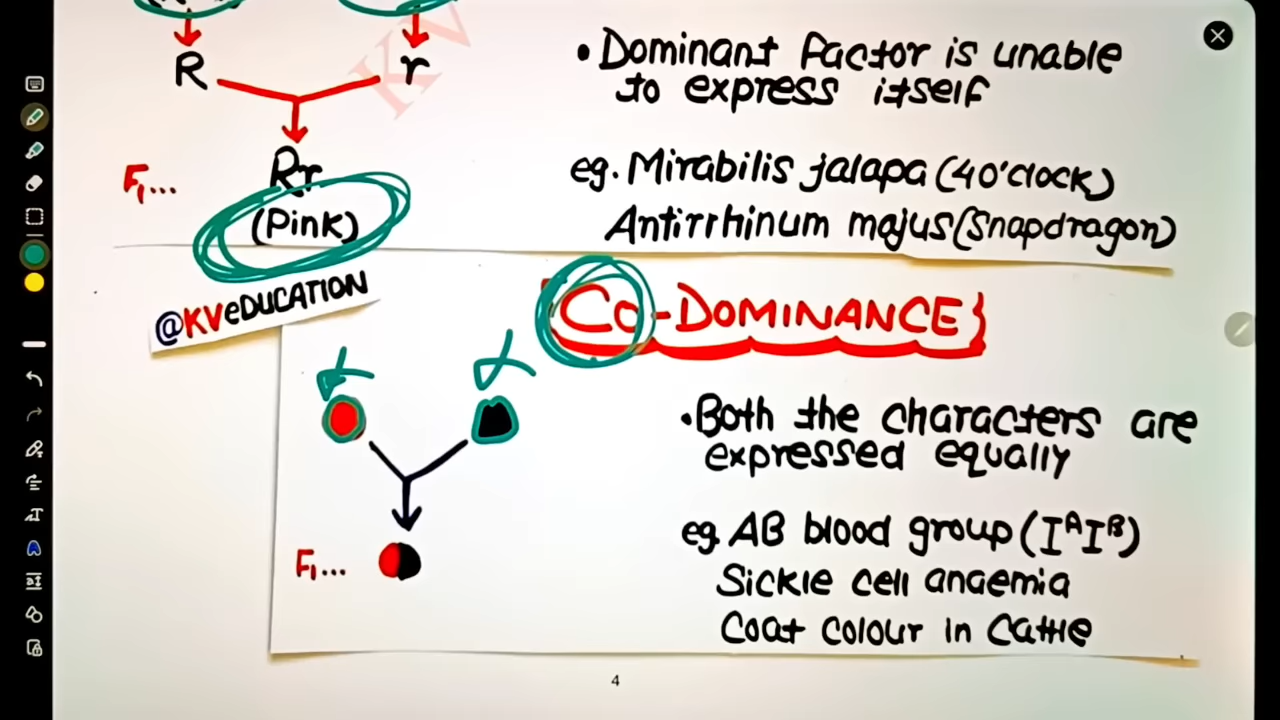 R
r
KV
• Dominant Factor is unable
to express itself
Rr
F₁...
(Pink)
eg. Mirabilis jalapa (4O'clock)
Antirrhinum majus (Snapdragon)
@KVeDUCATION
{Co-DOMINANCE}
• Both the characters are
expressed equally
F₁...
eg. AB blood group (IᴬIᴮ)
Sickle cell anaemia
Coat colour in Cattle
4